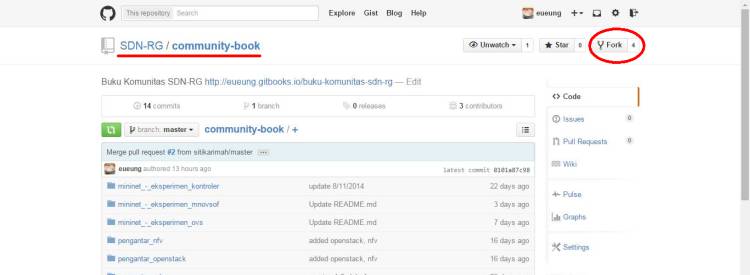 This repository Search Explore Gist Blog Help eueung
SDN-RG / community-book Unwatch 1 Star 0 Fork 4
Buku Komunitas SDN-RG http://eueung.gitbooks.io/buku-komunitas-sdn-rg — Edit
14 commits 1 branch 0 releases 3 contributors
branch: master community-book / +
Merge pull request #2 from sitikarimah/master
eueung authored 13 hours ago latest commit 0101a87c98
mininet_-_eksperimen_kontroler update 8/11/2014 22 days ago
mininet_-_eksperimen_mnovsof Update README.md 3 days ago
mininet_-_eksperimen_ovs Update README.md 7 days ago
pengantar_nfv added openstack, nfv 16 days ago
pengantar_openstack added openstack, nfv 16 days ago
Code
Issues 0
Pull Requests 0
Wiki
Pulse
Graphs
Settings